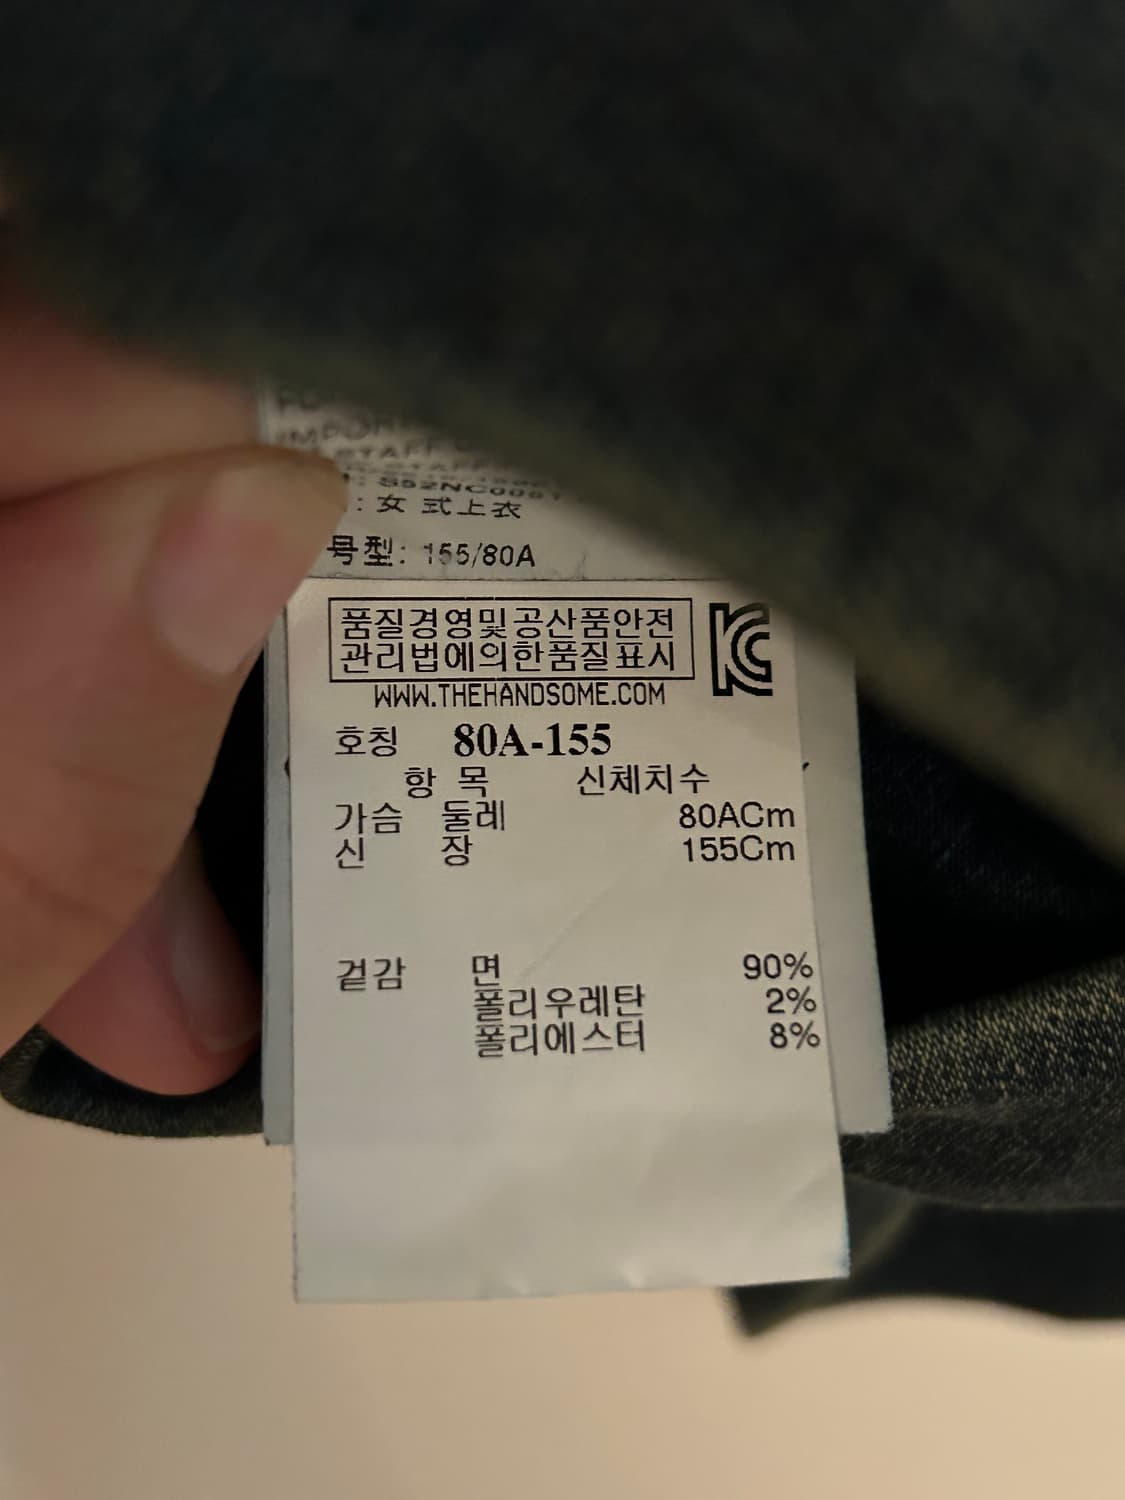 STAFF
: S52NC0051
: 女 式上衣
号型: 155/80A
품질경영및공산품안전
관리법에의한품질표시
WWW.THEHANDSOME.COM
호칭 80A-155
항 목 신체치수
가슴 둘레 80ACm
신 장 155Cm
겉감 면 90%
폴리우레탄 2%
폴리에스터 8%